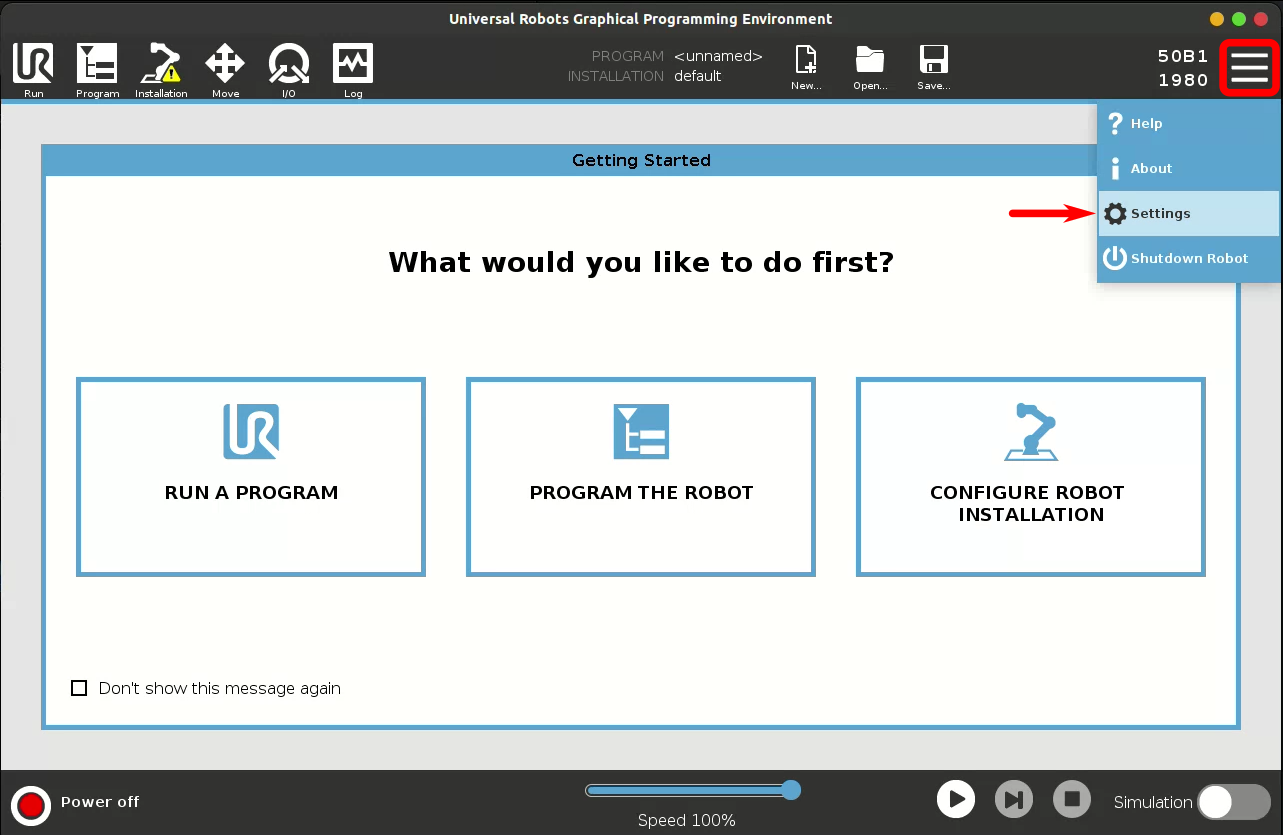 Universal Robots Graphical Programming Environment
Run
Program
Installation
Move
I/O
Log
PROGRAM <unnamed>
INSTALLATION default
New...
Open...
Save...
50B1
1980
Help
About
Settings
Shutdown Robot
Getting Started
What would you like to do first?
RUN A PROGRAM
PROGRAM THE ROBOT
CONFIGURE ROBOT
INSTALLATION
Don't show this message again
Power off
Speed 100%
Simulation